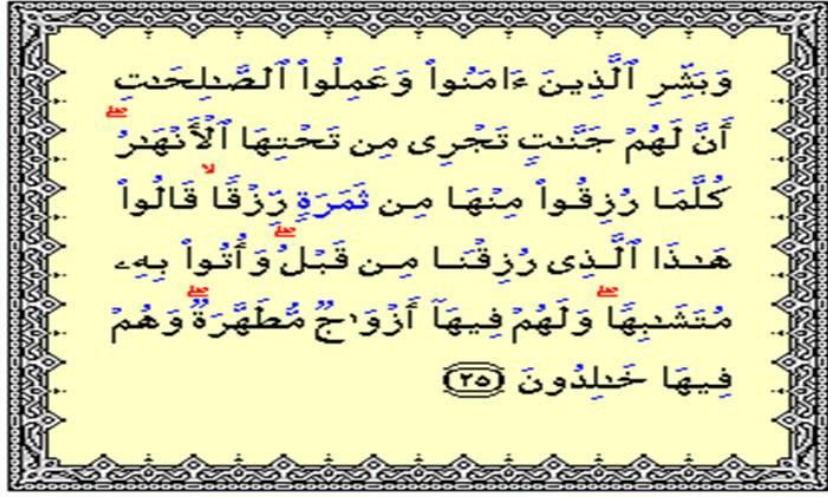 وَبَشِّرِ ٱلَّذِينَ ءَامَنُوا۟ وَعَمِلُوا۟ ٱلصَّـٰلِحَـٰتِ
أَنَّ لَهُمْ جَنَّـٰتٍ تَجْرِى مِن تَحْتِهَا ٱلْأَنْهَـٰرُ ۖ
كُلَّمَا رُزِقُوا۟ مِنْهَا مِن ثَمَرَةٍ رِّزْقًا ۙ قَالُوا۟
هَـٰذَا ٱلَّذِى رُزِقْنَا مِن قَبْلُ ۖ وَأُتُوا۟ بِهِۦ
مُتَشَـٰبِهًا ۖ وَلَهُمْ فِيهَآ أَزْوَٰجٌ مُّطَهَّرَةٌ ۖ وَهُمْ
فِيهَا خَـٰلِدُونَ ٢٥